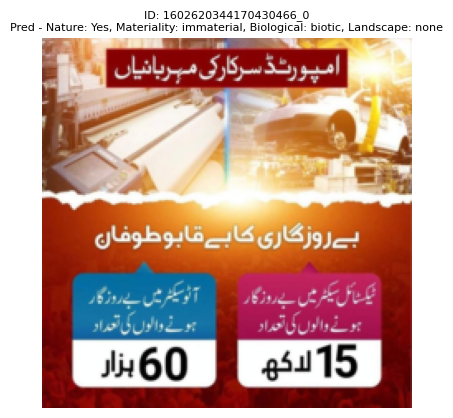 ID: 1602620344170430466_0
Pred - Nature: Yes, Materiality: immaterial, Biological: biotic, Landscape: none
امپورٹڈ سرکار کی مہربانیاں
بے روزگاری کا بے قابو طوفان
ٹیکسٹائل سیکٹر میں بے روزگار
ہونے والوں کی تعداد
15 لاکھ
آٹو سیکٹر میں بے روزگار
ہونے والوں کی تعداد
60 ہزار